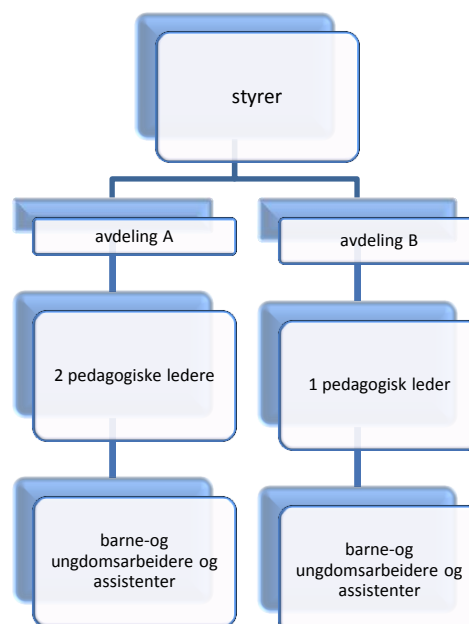 styrer
avdeling A
avdeling B
2 pedagogiske ledere
1 pedagogisk leder
barne-og
ungdomsarbeidere og
assistenter
barne-og
ungdomsarbeidere og
assistenter